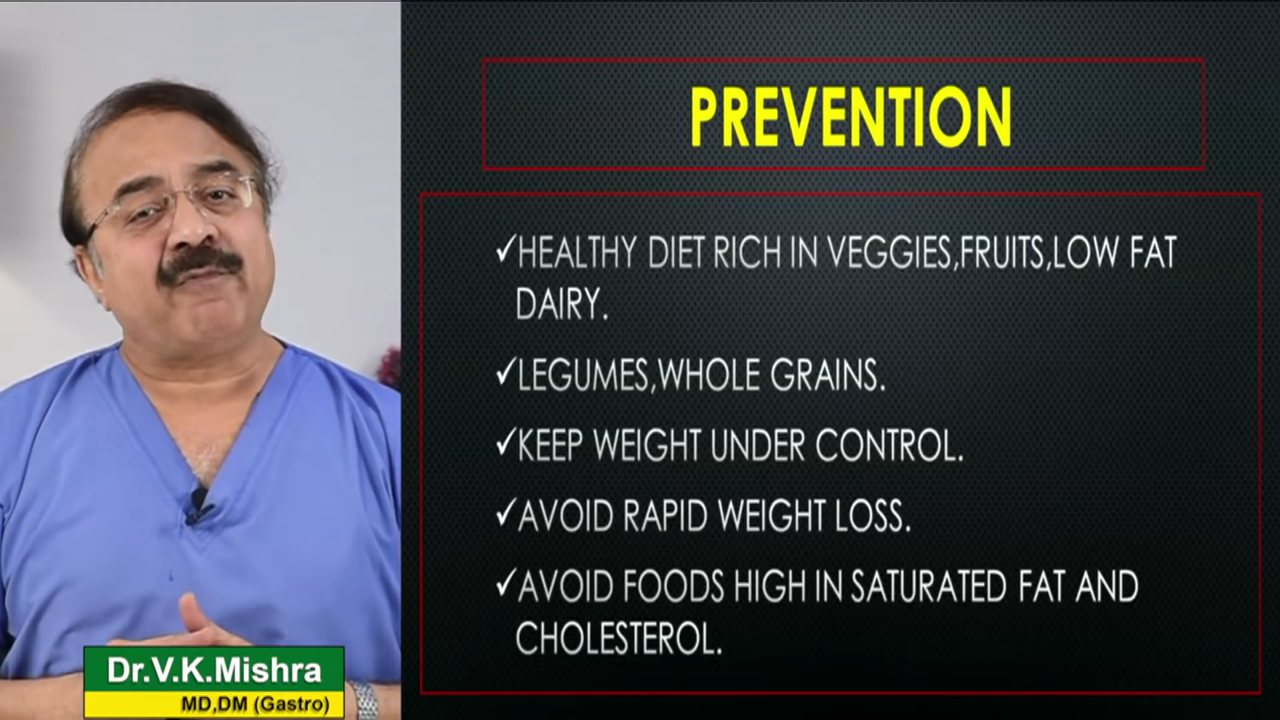 PREVENTION
✓HEALTHY DIET RICH IN VEGGIES,FRUITS,LOW FAT
DAIRY.
✓LEGUMES,WHOLE GRAINS.
✓KEEP WEIGHT UNDER CONTROL.
✓AVOID RAPID WEIGHT LOSS.
✓AVOID FOODS HIGH IN SATURATED FAT AND
CHOLESTEROL.
Dr.V.K.Mishra
MD,DM (Gastro)